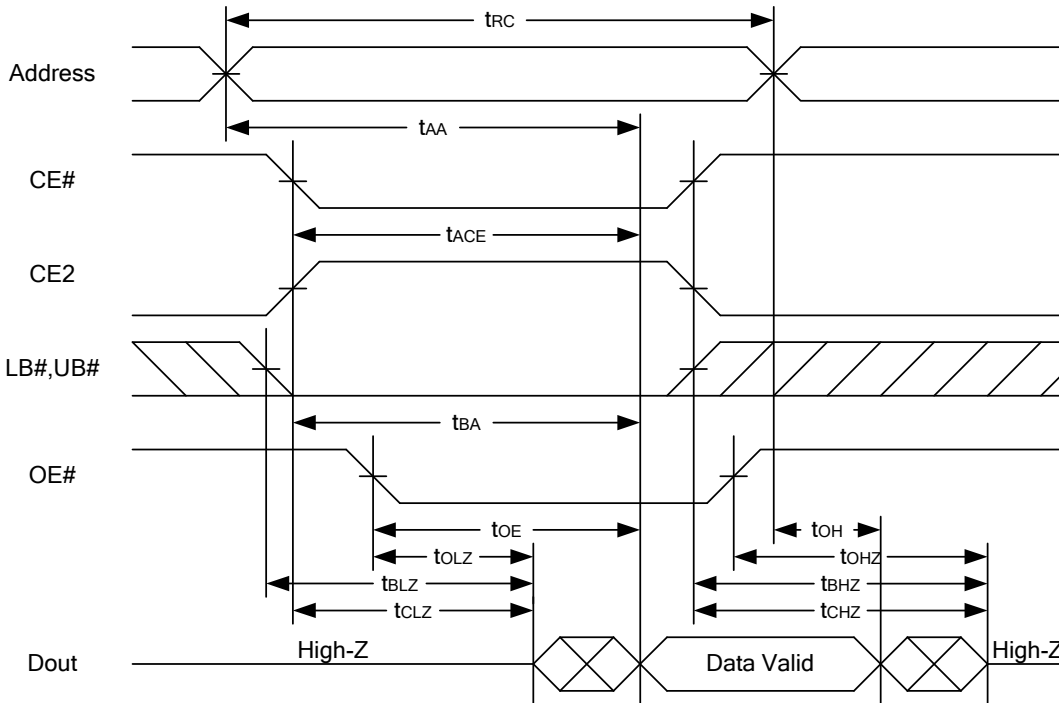 tRC
Address
tAA
CE#
tACE
CE2
LB#,UB#
tBA
OE#
tOE
tOH
tOLZ
tOHZ
tBLZ
tBHZ
tCLZ
tCHZ
Dout
High-Z
Data Valid
High-Z